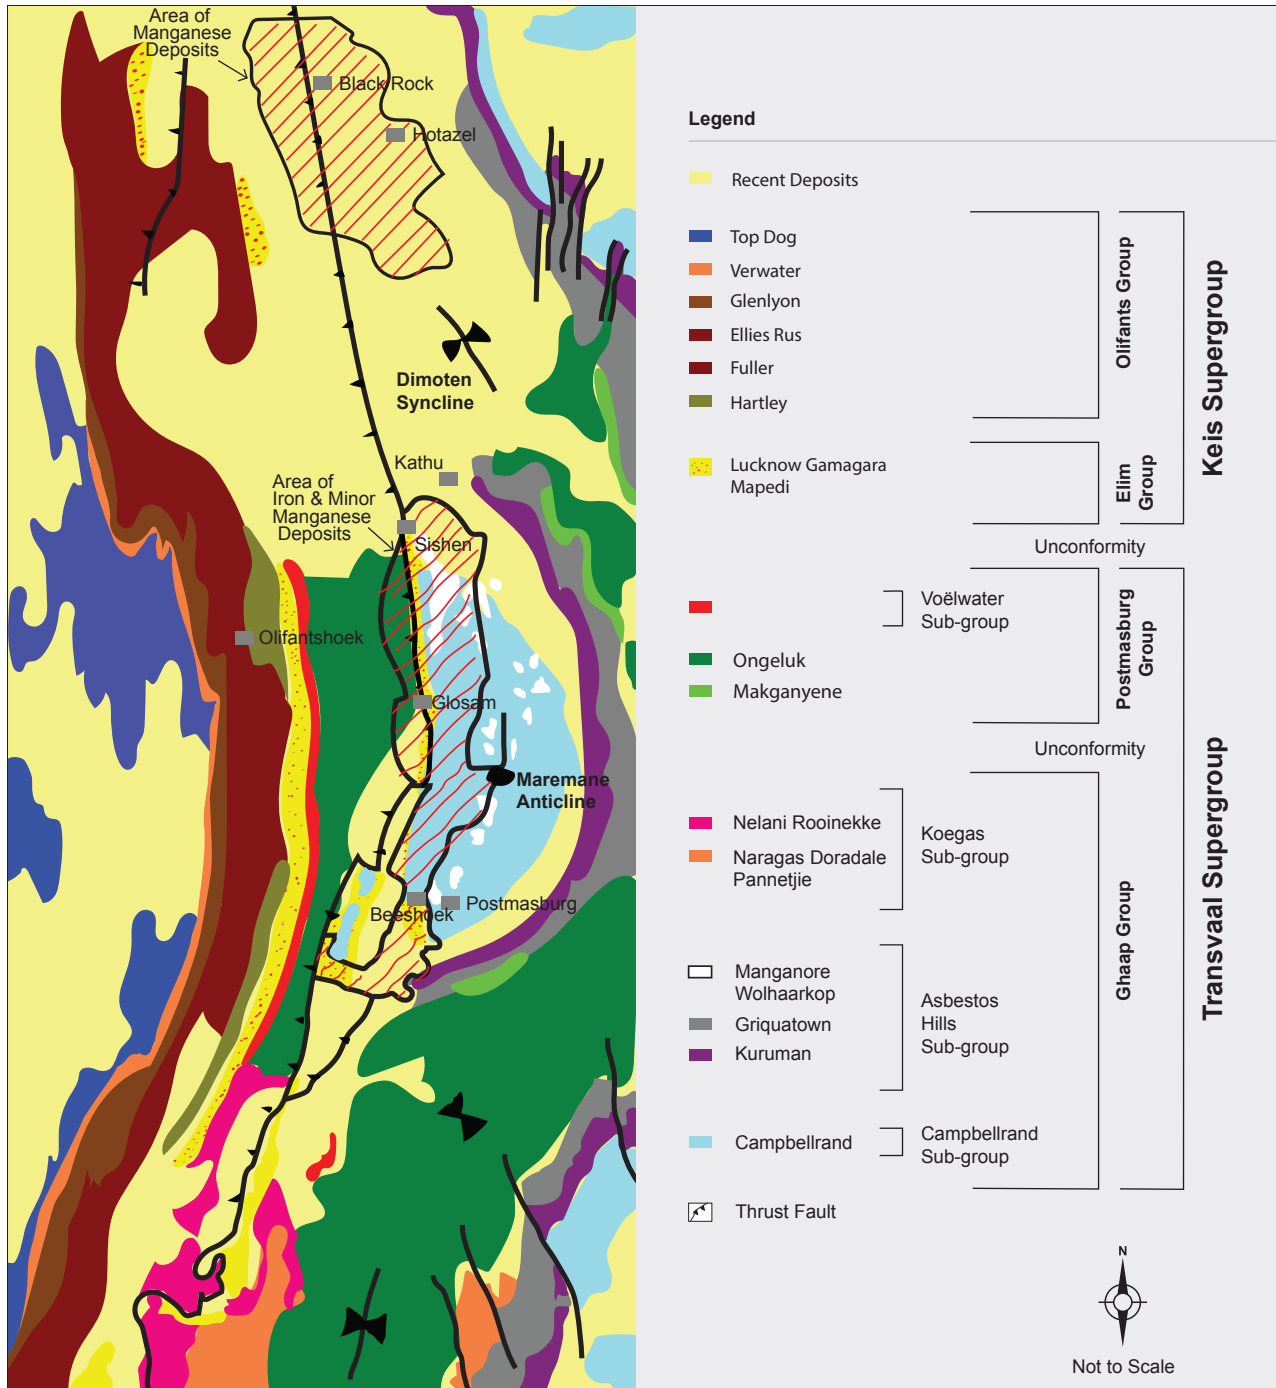 Area of
Manganese
Deposits
Black Rock
Hotazel
Dimoten
Syncline
Kathu
Area of
Iron & Minor
Manganese
Deposits
Sishen
Olifantshoek
Glosam
Maremane
Anticline
Beeshoek
Postmasburg
Legend
Recent Deposits
Top Dog
Verwater
Glenlyon
Ellies Rus
Fuller
Hartley
Olifants Group
Lucknow Gamagara
Mapedi
Elim
Group
Keis Supergroup
Unconformity
Voëlwater
Sub-group
Ongeluk
Makganyene
Postmasburg
Group
Unconformity
Nelani Rooinekke
Naragas Doradale
Pannetjie
Koegas
Sub-group
Manganore
Wolhaarkop
Griquatown
Kuruman
Asbestos
Hills
Sub-group
Campbellrand
Campbellrand
Sub-group
Ghaap Group
Transvaal Supergroup
Thrust Fault
N
Not to Scale